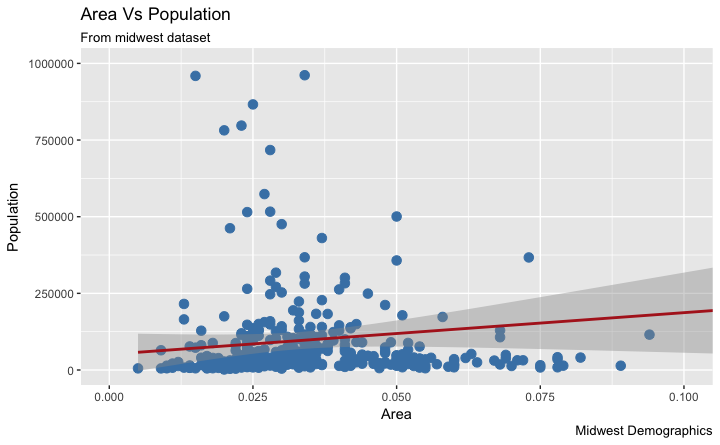 Area Vs Population
From midwest dataset
1000000
750000
500000
250000
0
Population
0.000 0.025 0.050 0.075 0.100
Area
Midwest Demographics